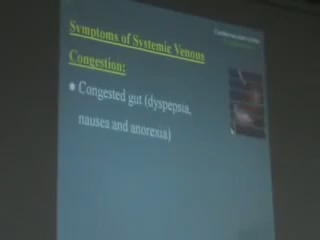 Symptoms of Systemic Venous
Congestion:
• Congested gut (dyspepsia,
nausea and anorexia)